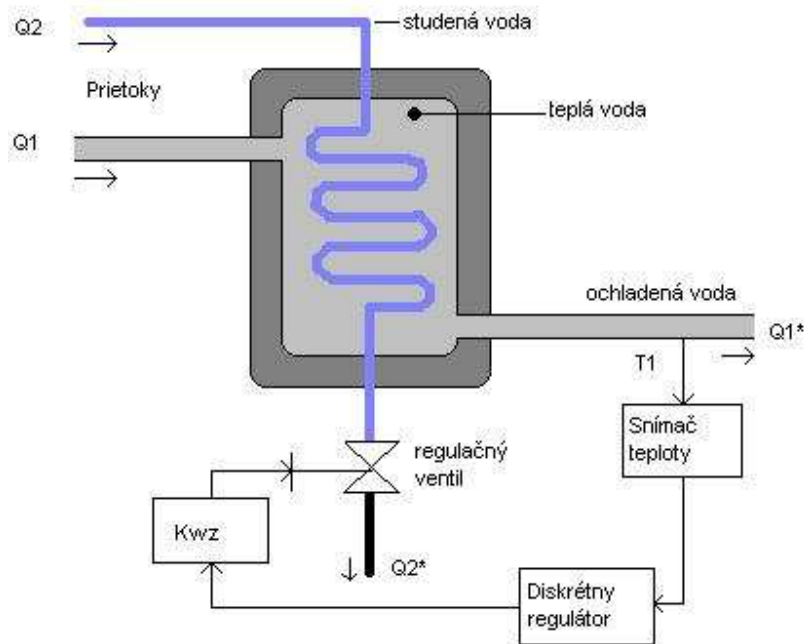 Q2
studená voda
Prietoky
teplá voda
Q1
ochladená voda
Q1*
T1
Snímač
teploty
regulačný
ventil
Kwz
Q2*
Diskrétny
regulátor